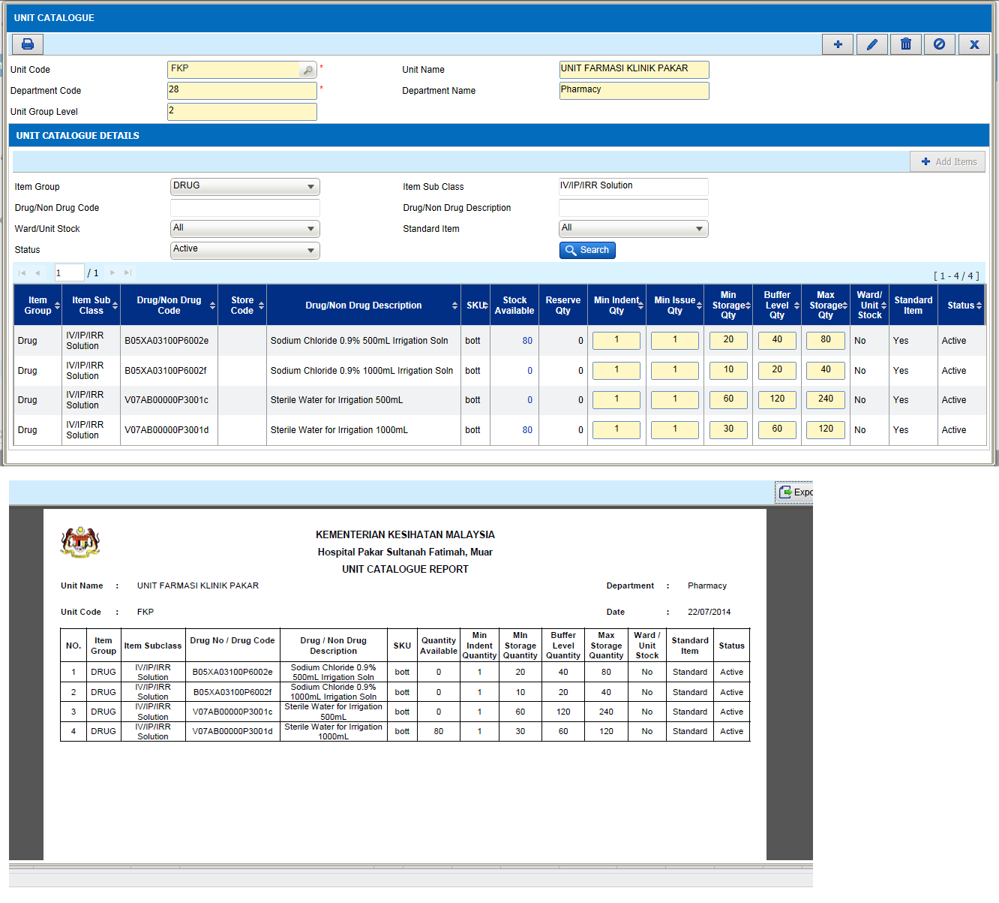 UNIT CATALOGUE
Unit Code FKP * Unit Name UNIT FARMASI KLINIK PAKAR
Department Code 28 * Department Name Pharmacy
Unit Group Level 2
UNIT CATALOGUE DETAILS
Add Items
Item Group DRUG Item Sub Class IV/IP/IRR Solution
Drug/Non Drug Code Drug/Non Drug Description
Ward/Unit Stock All Standard Item All
Status Active Search
1 / 1 [ 1 - 4 / 4 ]
Item Group Item Sub Class Drug/Non Drug Code Store Code Drug/Non Drug Description SKU Stock Available Reserve Qty Min Indent Qty Min Issue Qty Min Storage Qty Buffer Level Qty Max Storage Qty Ward/ Unit Stock Standard Item Status
Drug IV/IP/IRR Solution B05XA03100P6002e Sodium Chloride 0.9% 500mL Irrigation Soln bott 80 0 1 1 20 40 80 No Yes Active
Drug IV/IP/IRR Solution B05XA03100P6002f Sodium Chloride 0.9% 1000mL Irrigation Soln bott 0 0 1 1 10 20 40 No Yes Active
Drug IV/IP/IRR Solution V07AB00000P3001c Sterile Water for Irrigation 500mL bott 0 0 1 1 60 120 240 No Yes Active
Drug IV/IP/IRR Solution V07AB00000P3001d Sterile Water for Irrigation 1000mL bott 80 0 1 1 30 60 120 No Yes Active
Expo
KEMENTERIAN KESIHATAN MALAYSIA
Hospital Pakar Sultanah Fatimah, Muar
UNIT CATALOGUE REPORT
Unit Name : UNIT FARMASI KLINIK PAKAR Department : Pharmacy
Unit Code : FKP Date : 22/07/2014
NO. Item Group Item Subclass Drug No / Drug Code Drug / Non Drug Description SKU Quantity Available Min Indent Quantity MIn Storage Quantity Buffer Level Quantity Max Storage Quantity Ward / Unit Stock Standard Item Status
1 DRUG IV/IP/IRR Solution B05XA03100P6002e Sodium Chloride 0.9% 500mL Irrigation Soln bott 0 1 20 40 80 No Standard Active
2 DRUG IV/IP/IRR Solution B05XA03100P6002f Sodium Chloride 0.9% 1000mL Irrigation Soln bott 0 1 10 20 40 No Standard Active
3 DRUG IV/IP/IRR Solution V07AB00000P3001c Sterile Water for Irrigation 500mL bott 0 1 60 120 240 No Standard Active
4 DRUG IV/IP/IRR Solution V07AB00000P3001d Sterile Water for Irrigation 1000mL bott 80 1 30 60 120 No Standard Active